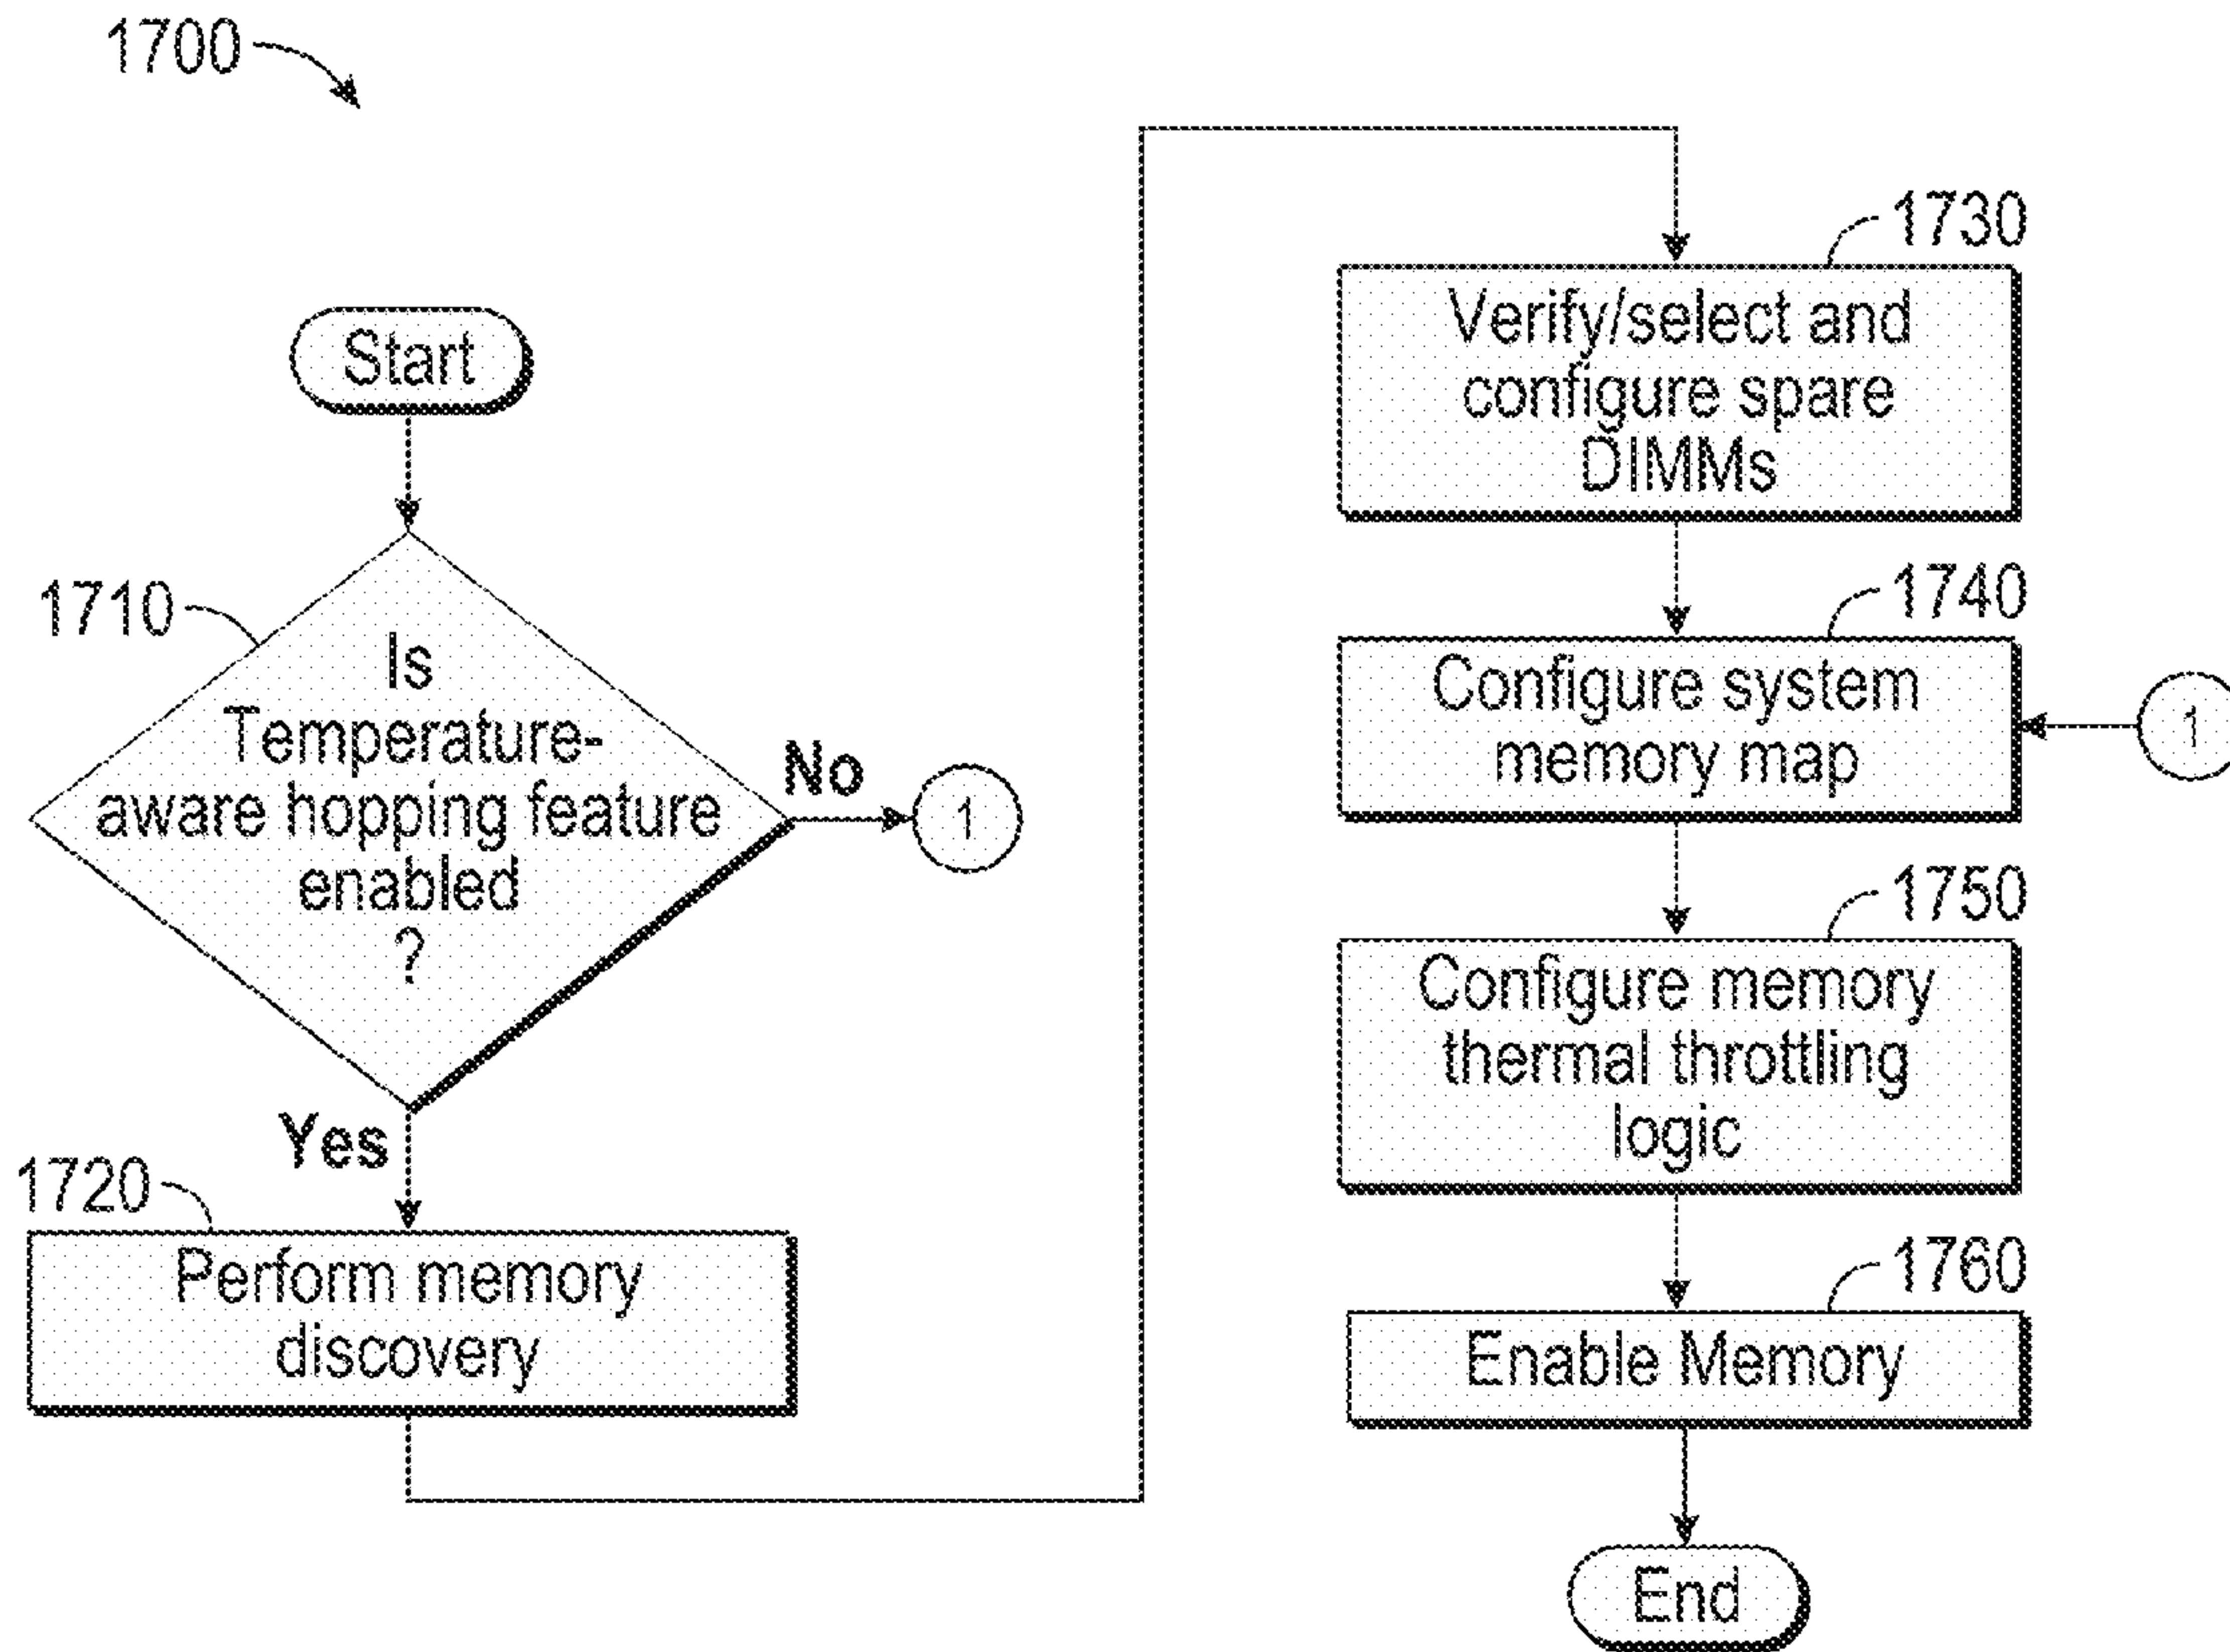 1700
Start
1710
Is
Temperature-
aware hopping feature
enabled
?
No
1
Yes
1720
Perform memory
discovery
1730
Verify/select and
configure spare
DIMMs
1740
Configure system
memory map
1
1750
Configure memory
thermal throttling
logic
1760
Enable Memory
End